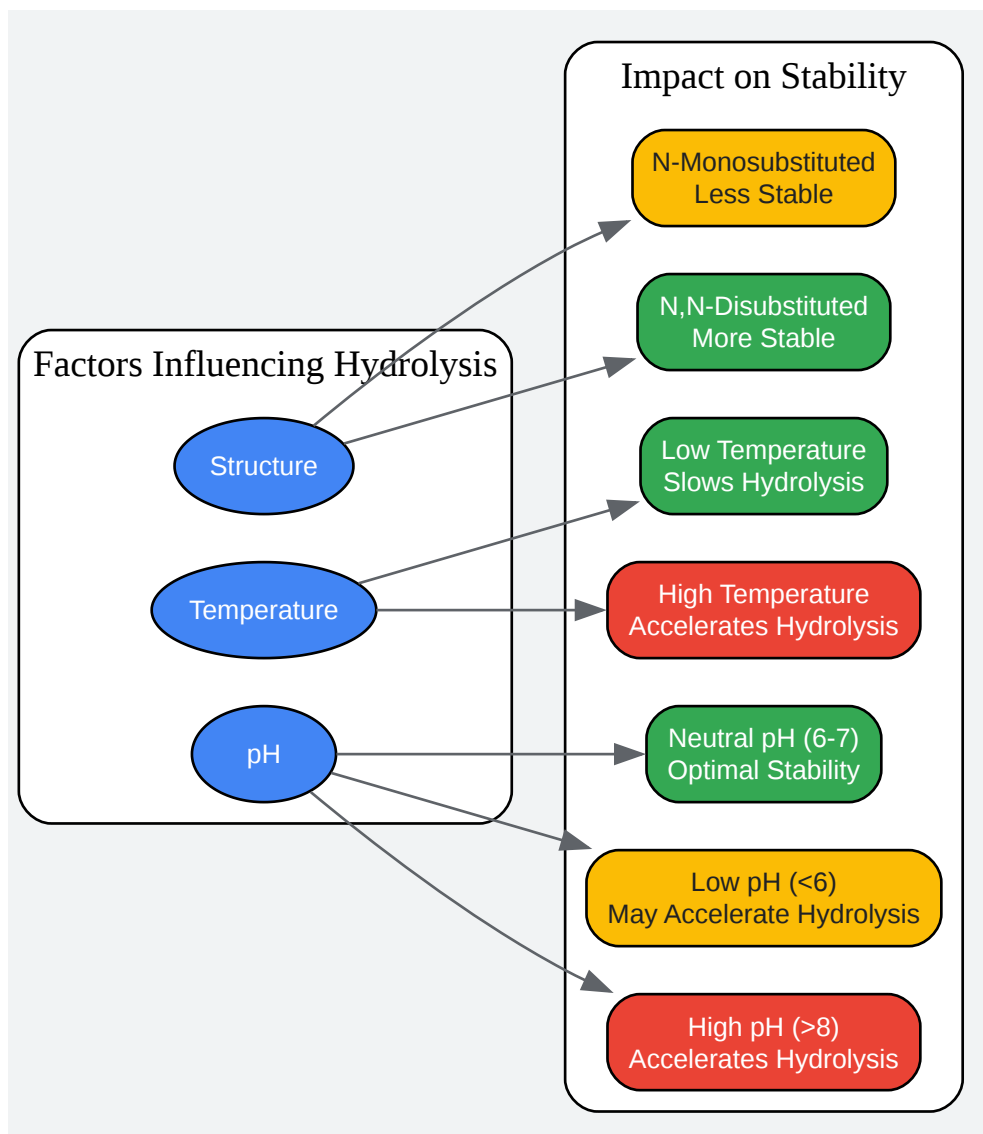 Factors Influencing Hydrolysis
Structure
Temperature
pH
Impact on Stability
N-Monosubstituted
Less Stable
N,N-Disubstituted
More Stable
Low Temperature
Slows Hydrolysis
High Temperature
Accelerates Hydrolysis
Neutral pH (6-7)
Optimal Stability
Low pH (<6)
May Accelerate Hydrolysis
High pH (>8)
Accelerates Hydrolysis